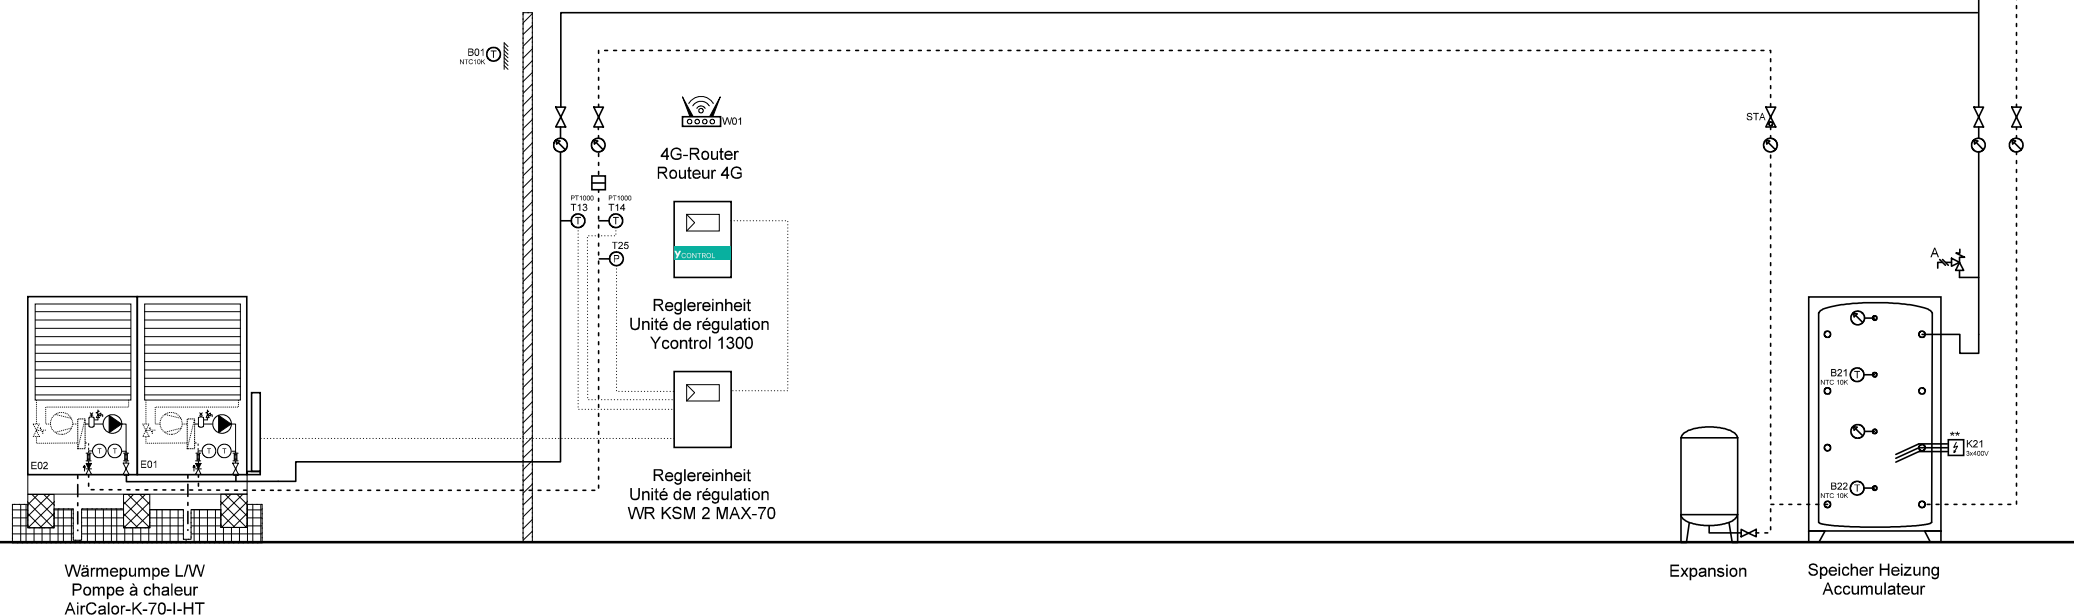 B01
NTC10K
W01
4G-Router
Routeur 4G
STA
PT1000
T13
PT1000
T14
T
T
T
T25
P
YCONTROL
A
Reglereinheit
Unité de régulation
Ycontrol 1300
B21
NTC 10K
T
E02
T T
E01
T T
**
K21
3x400V
B22
NTC 10K
T
Reglereinheit
Unité de régulation
WR KSM 2 MAX-70
Wärmepumpe L/W
Pompe à chaleur
AirCalor-K-70-I-HT
Expansion
Speicher Heizung
Accumulateur